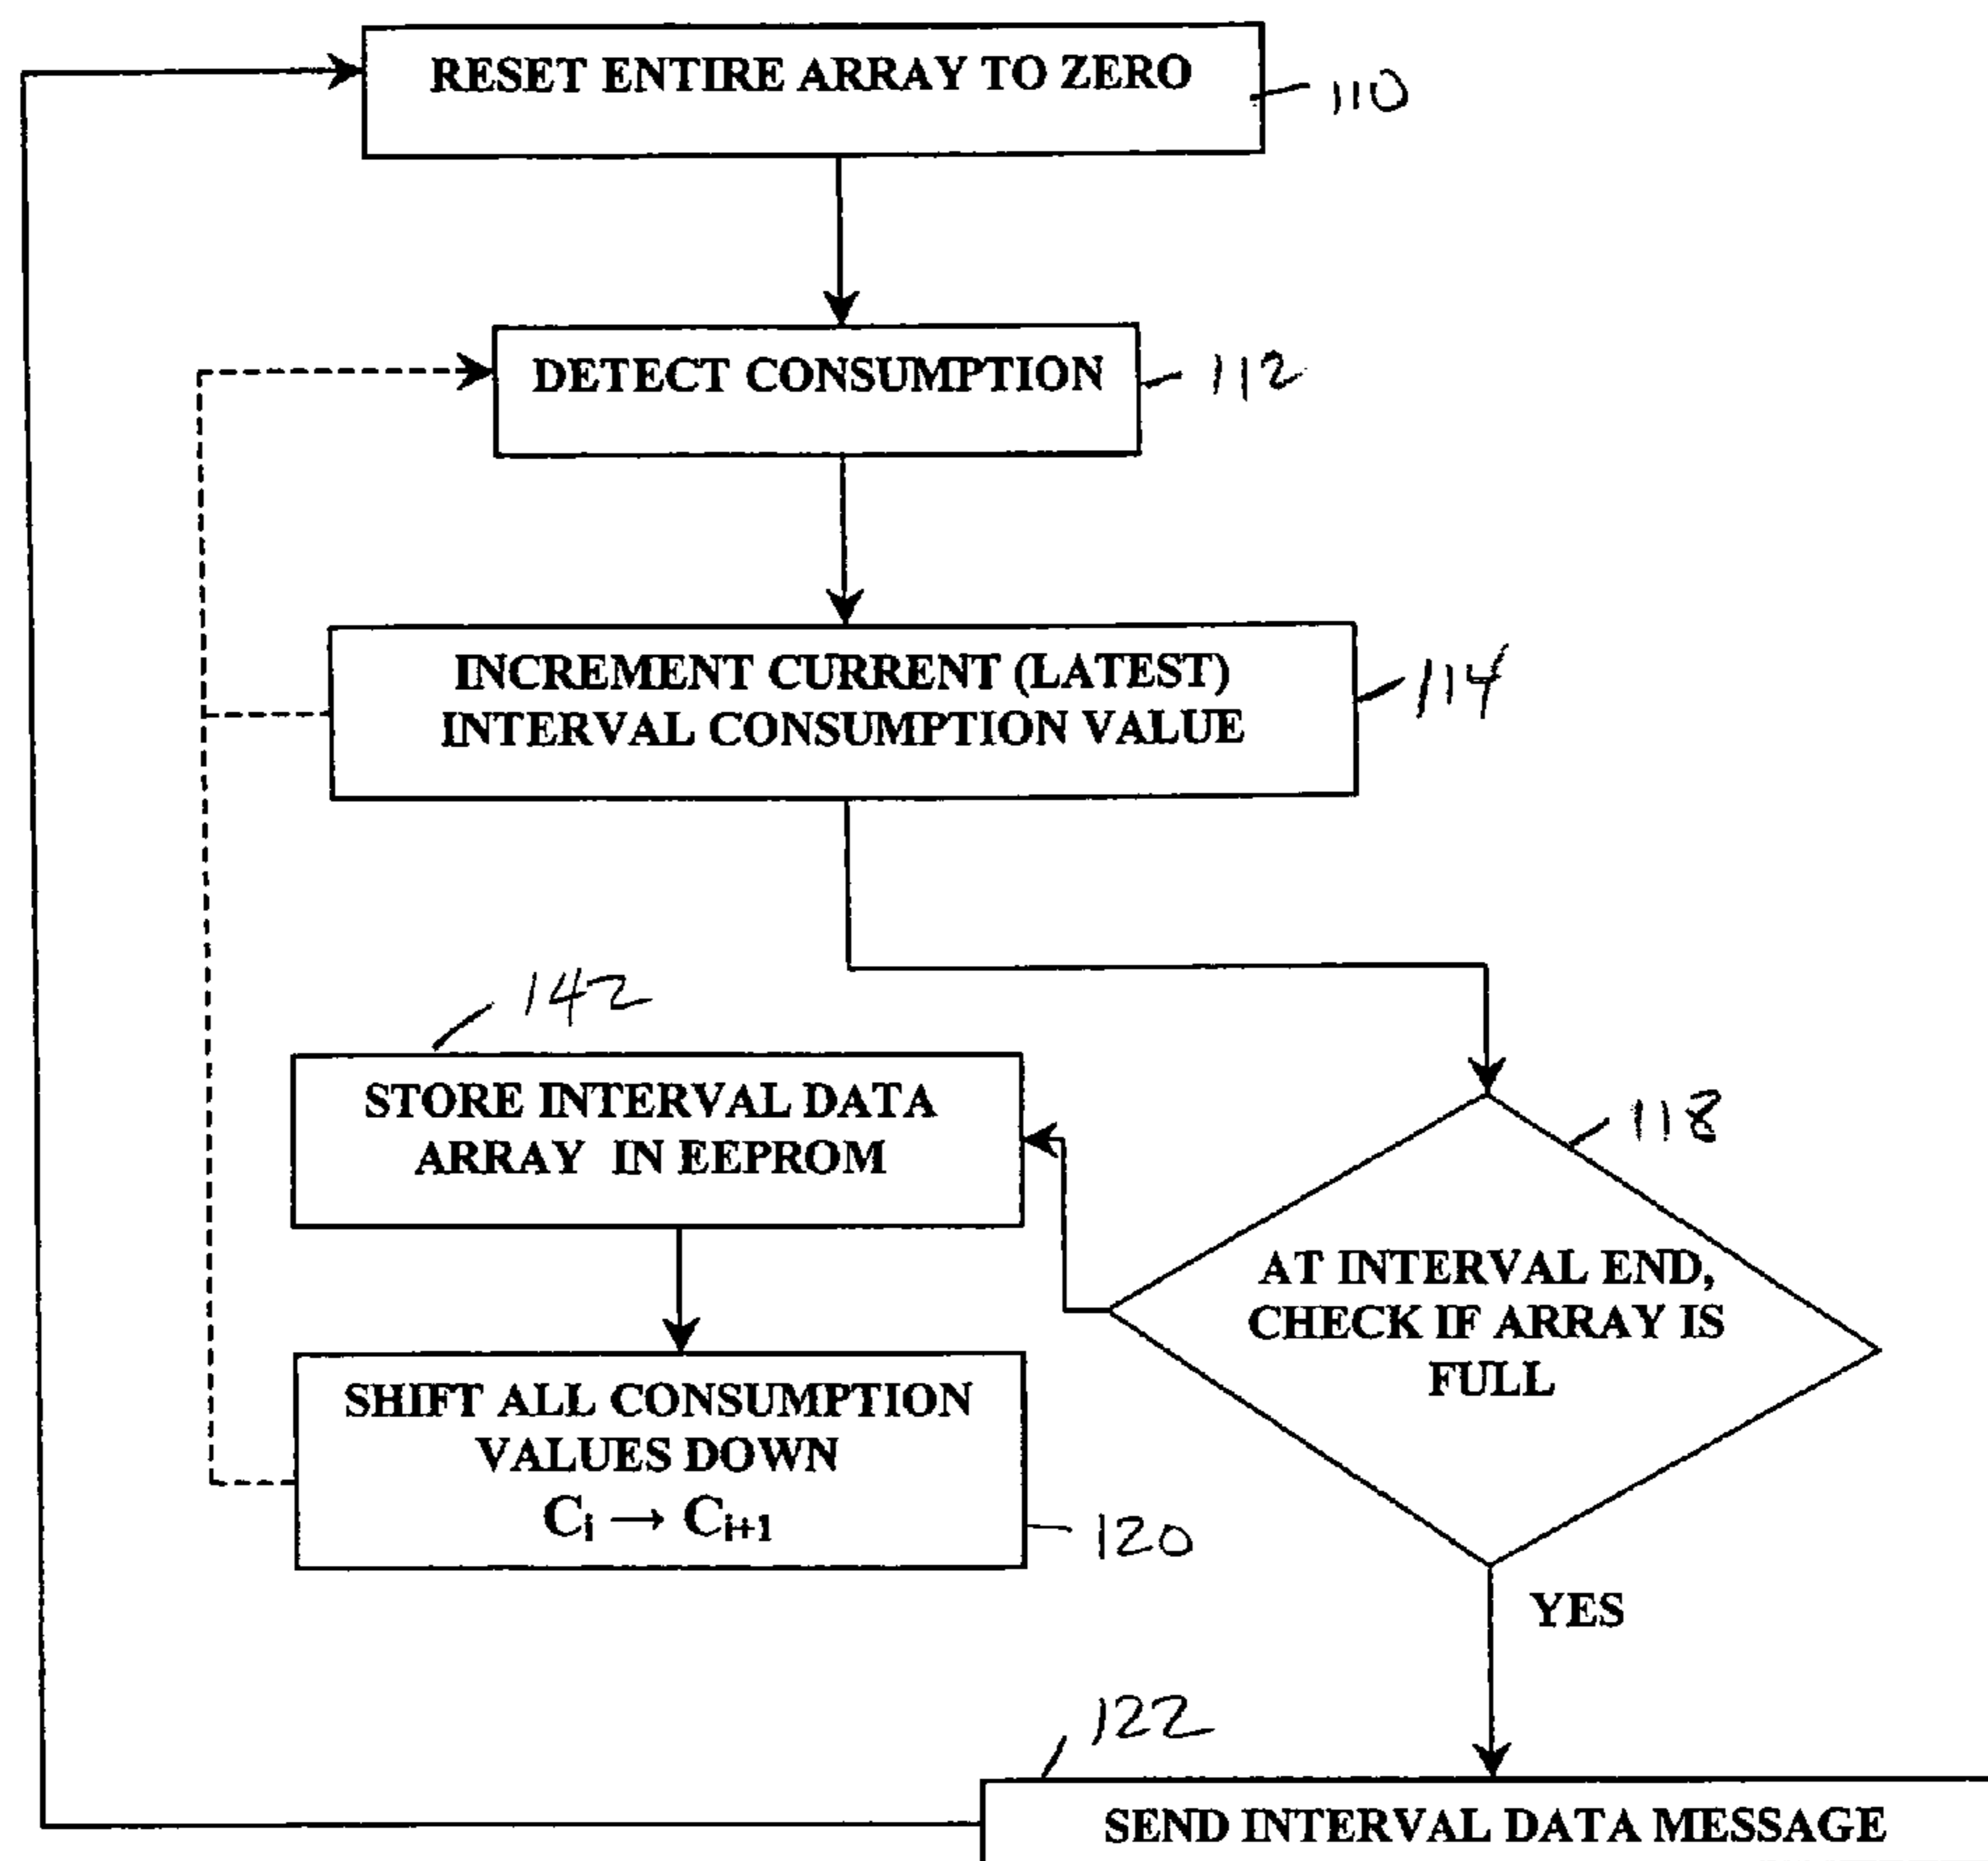 RESET ENTIRE ARRAY TO ZERO
110
DETECT CONSUMPTION
112
INCREMENT CURRENT (LATEST)
INTERVAL CONSUMPTION VALUE
114
142
STORE INTERVAL DATA
ARRAY IN EEPROM
118
AT INTERVAL END,
CHECK IF ARRAY IS
FULL
SHIFT ALL CONSUMPTION
VALUES DOWN
Ci → Ci+1
120
YES
122
SEND INTERVAL DATA MESSAGE